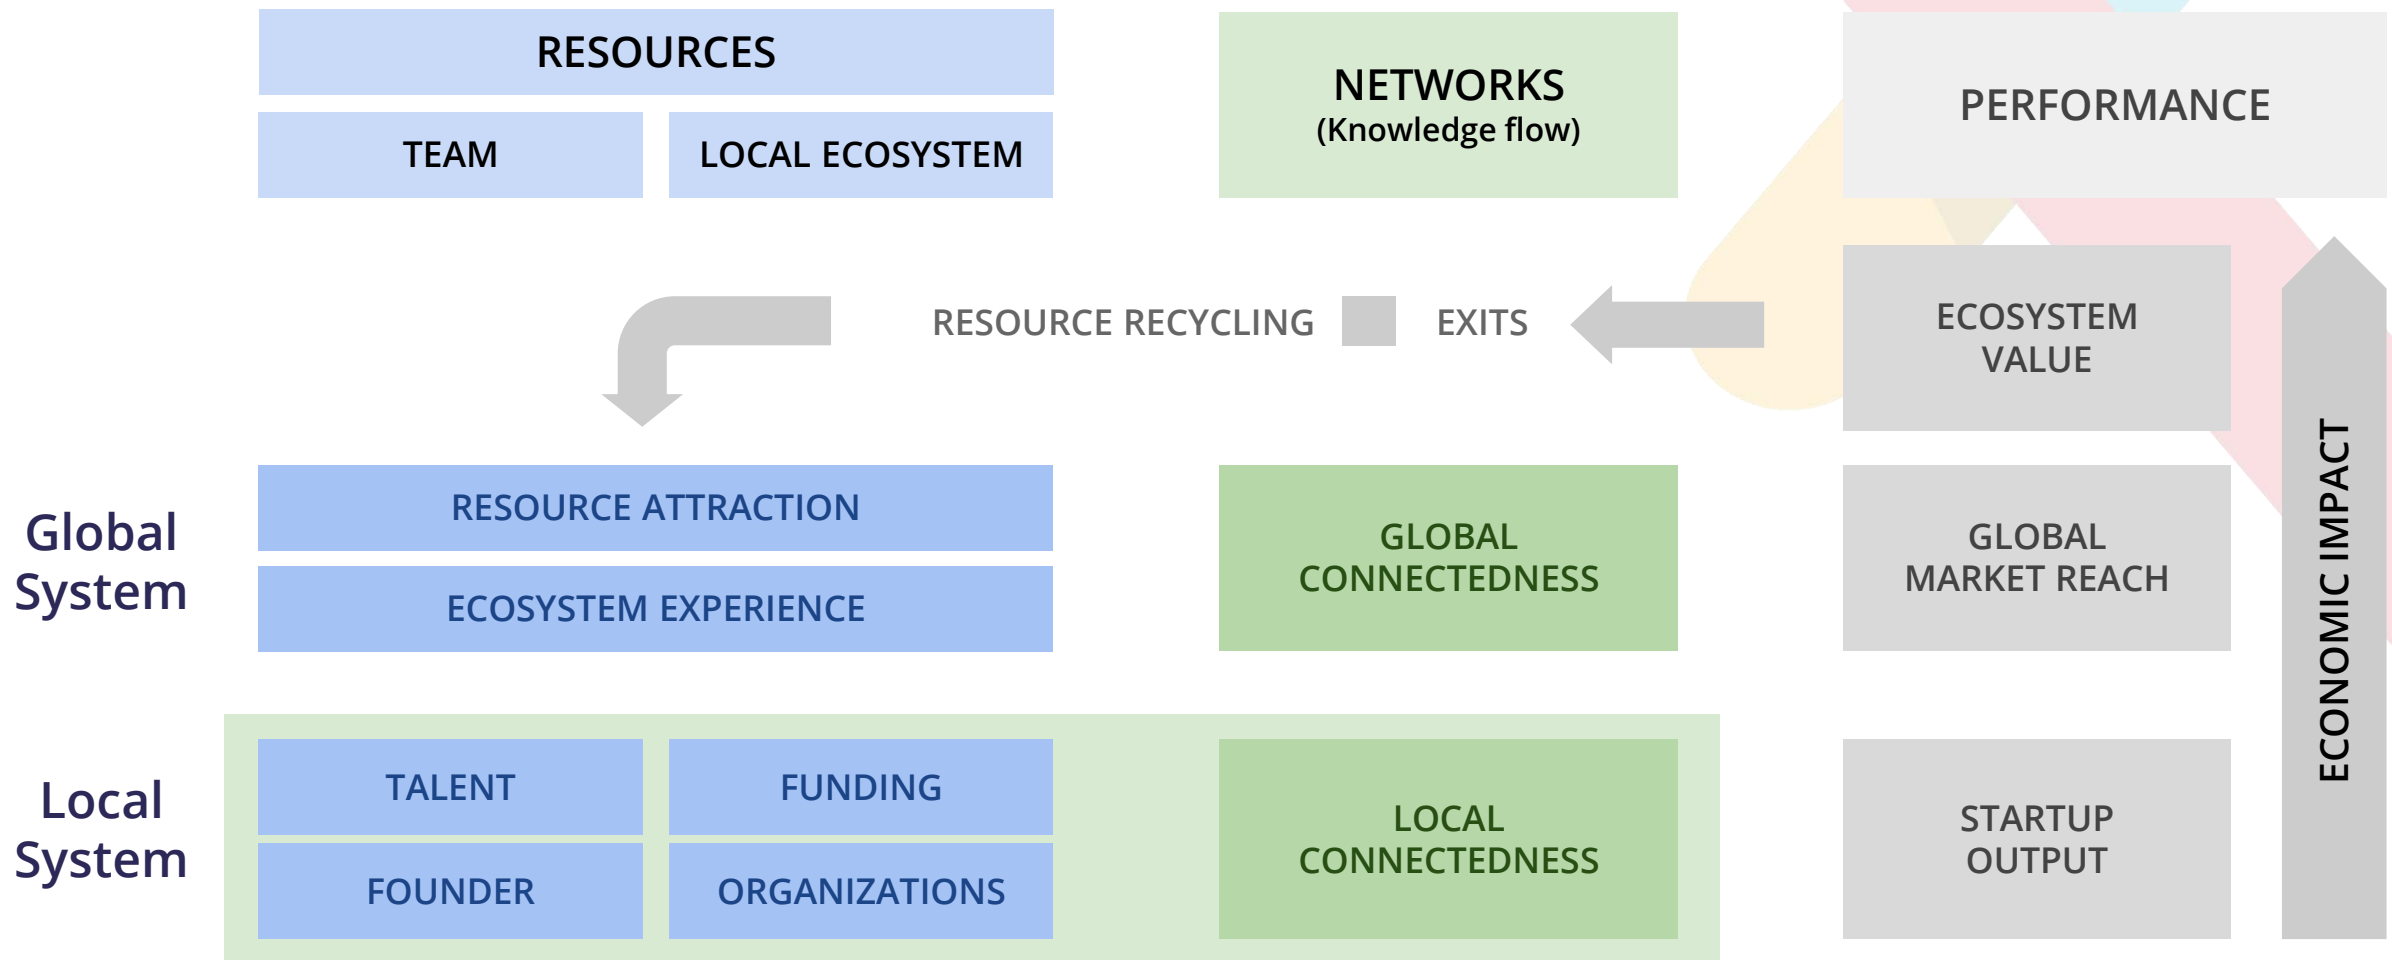 RESOURCES
TEAM
LOCAL ECOSYSTEM
NETWORKS
(Knowledge flow)
PERFORMANCE
RESOURCE RECYCLING
EXITS
ECOSYSTEM
VALUE
Global
System
RESOURCE ATTRACTION
ECOSYSTEM EXPERIENCE
GLOBAL
CONNECTEDNESS
GLOBAL
MARKET REACH
ECONOMIC IMPACT
Local
System
TALENT
FUNDING
FOUNDER
ORGANIZATIONS
LOCAL
CONNECTEDNESS
STARTUP
OUTPUT